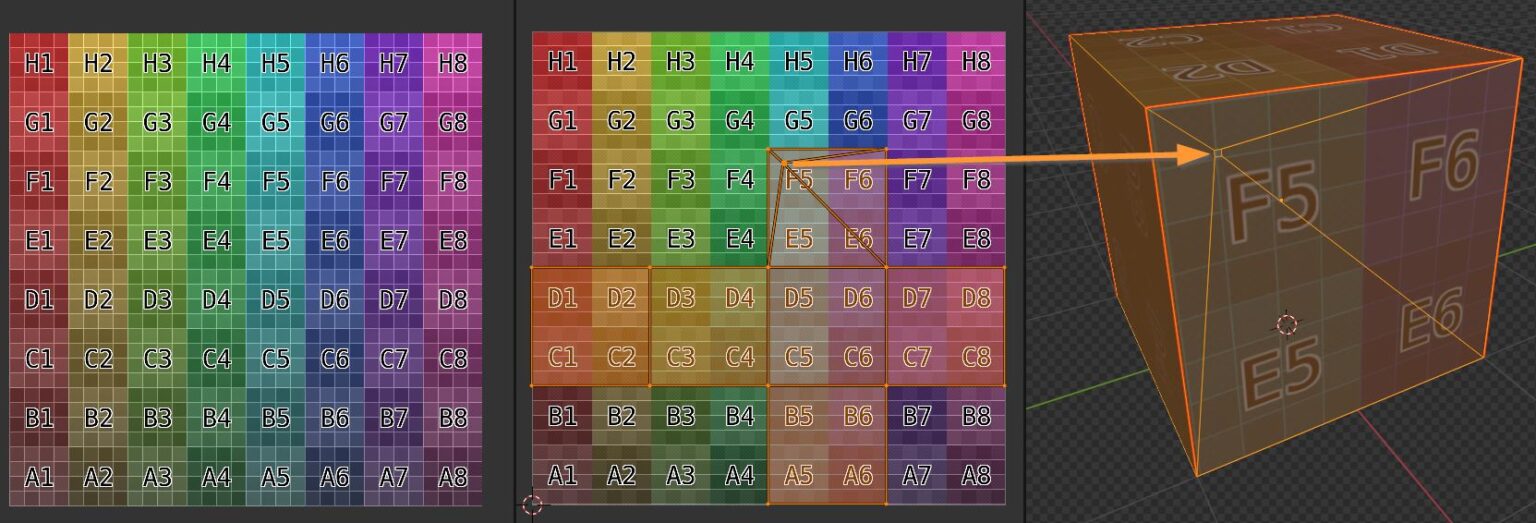 H1 H2 H3 H4 H5 H6 H7 H8
G1 G2 G3 G4 G5 G6 G7 G8
F1 F2 F3 F4 F5 F6 F7 F8
E1 E2 E3 E4 E5 E6 E7 E8
D1 D2 D3 D4 D5 D6 D7 D8
C1 C2 C3 C4 C5 C6 C7 C8
B1 B2 B3 B4 B5 B6 B7 B8
A1 A2 A3 A4 A5 A6 A7 A8
H1 H2 H3 H4 H5 H6 H7 H8
G1 G2 G3 G4 G5 G6 G7 G8
F1 F2 F3 F4 F5 F6 F7 F8
E1 E2 E3 E4 E5 E6 E7 E8
D1 D2 D3 D4 D5 D6 D7 D8
C1 C2 C3 C4 C5 C6 C7 C8
B1 B2 B3 B4 B5 B6 B7 B8
A1 A2 A3 A4 A5 A6 A7 A8
C2 C1
D2 D1
F5 F6
E5 E6